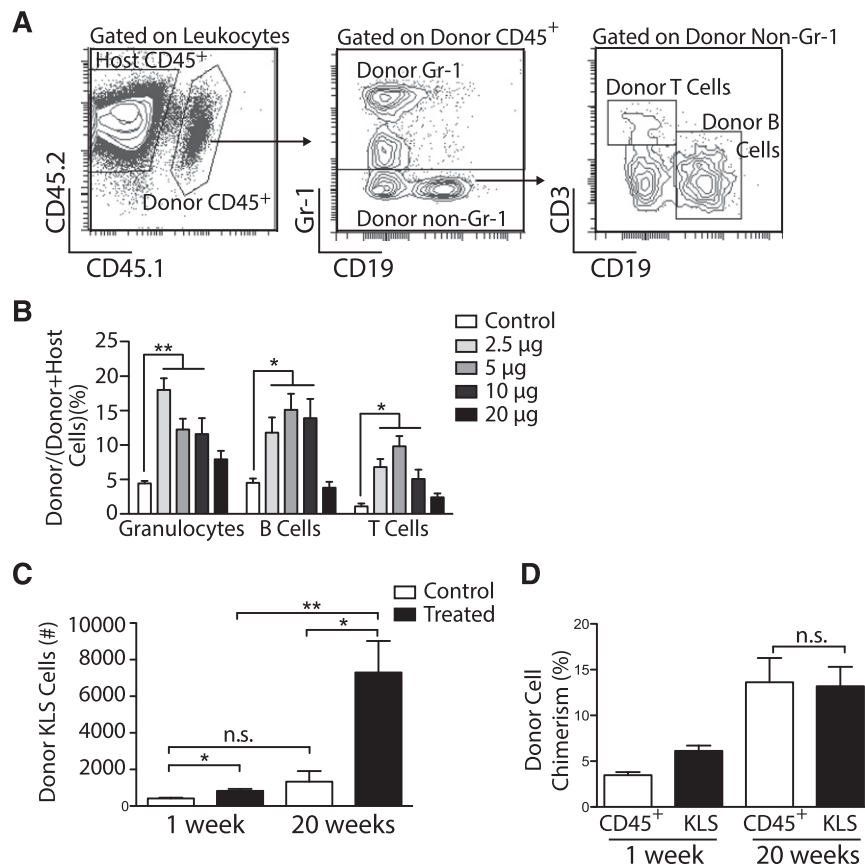 A
Gated on Leukocytes
Host CD45+
Donor CD45+
CD45.2
CD45.1
Gated on Donor CD45+
Donor Gr-1
Donor non-Gr-1
Gr-1
CD19
Gated on Donor Non-Gr-1
Donor T Cells
Donor B
Cells
CD3
CD19
B
Donor/(Donor+Host
Cells)(%)
25
20
15
10
5
0
**
*
*
Granulocytes
B Cells
T Cells
Control
2.5 µg
5 µg
10 µg
20 µg
C
Donor KLS Cells (#)
10000
8000
6000
4000
2000
0
Control
Treated
**
*
n.s.
*
1 week
20 weeks
D
Donor Cell
Chimerism (%)
20
15
10
5
0
n.s.
CD45+
KLS
CD45+
KLS
1 week
20 weeks